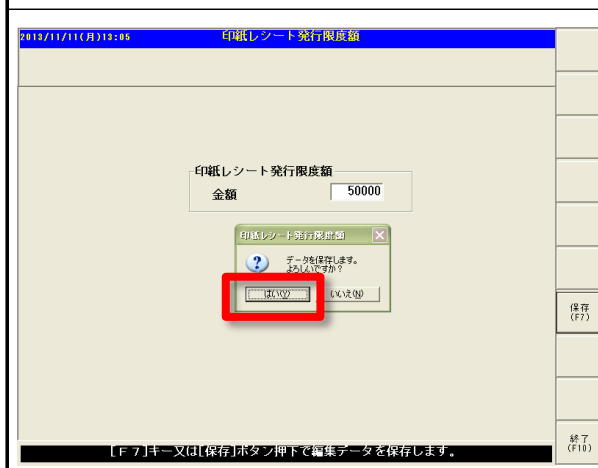 2013/11/11(月)13:05 印紙レシート発行限度額
印紙レシート発行限度額
金額 50000
印紙レシート発行限度額
データを保存します。
よろしいですか？
はい(Y) いいえ(N)
保存
(F7)
終了
(F10)
[Ｆ７]キー又は[保存]ボタン押下で編集データを保存します。